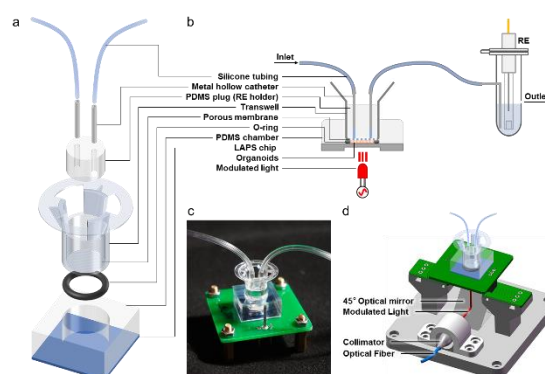 a
b
RE
Inlet
Silicone tubing
Metal hollow catheter
PDMS plug (RE holder)
Transwell
Porous membrane
O-ring
PDMS chamber
LAPS chip
Organoids
Modulated light
Outle
c
d
45° Optical mirror
Modulated Light
Collimator
Optical Fiber